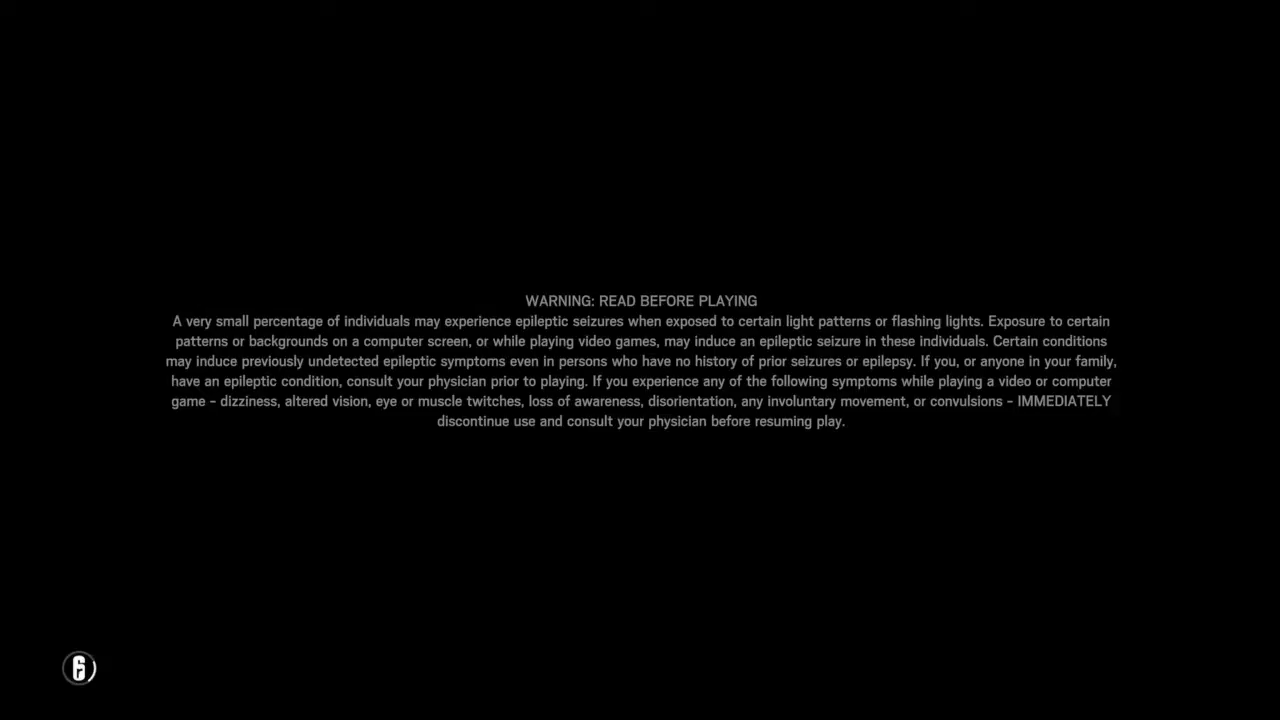 WARNING: READ BEFORE PLAYING
A very small percentage of individuals may experience epileptic seizures when exposed to certain light patterns or flashing lights. Exposure to certain
patterns or backgrounds on a computer screen, or while playing video games, may induce an epileptic seizure in these individuals. Certain conditions
may induce previously undetected epileptic symptoms even in persons who have no history of prior seizures or epilepsy. If you, or anyone in your family,
have an epileptic condition, consult your physician prior to playing. If you experience any of the following symptoms while playing a video or computer
game - dizziness, altered vision, eye or muscle twitches, loss of awareness, disorientation, any involuntary movement, or convulsions - IMMEDIATELY
discontinue use and consult your physician before resuming play.
6